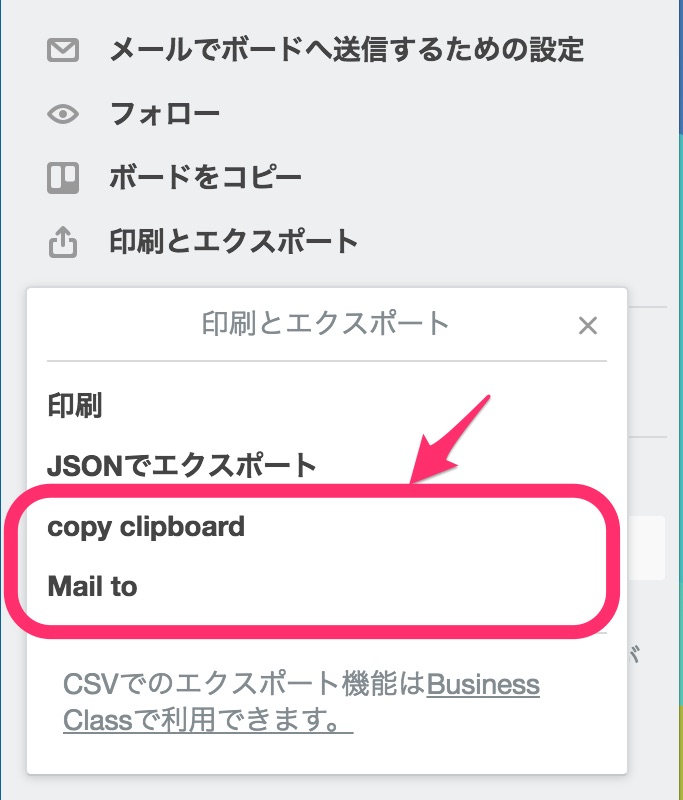 メールでボードへ送信するための設定
フォロー
ボードをコピー
印刷とエクスポート
印刷とエクスポート
印刷
JSONでエクスポート
copy clipboard
Mail to
が
CSVでのエクスポート機能はBusiness
Classで利用できます。